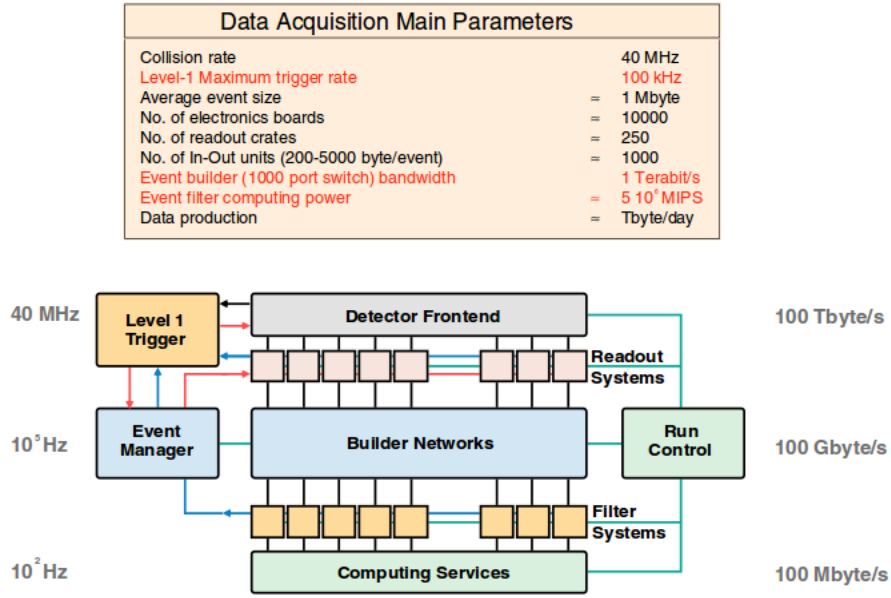 Data Acquisition Main Parameters
Collision rate 40 MHz
Level-1 Maximum trigger rate 100 kHz
Average event size ≈ 1 Mbyte
No. of electronics boards ≈ 10000
No. of readout crates ≈ 250
No. of In-Out units (200-5000 byte/event) ≈ 1000
Event builder (1000 port switch) bandwidth 1 Terabit/s
Event filter computing power ≈ 5 10⁶ MIPS
Data production ≈ Tbyte/day
40 MHz
Level 1
Trigger
Detector Frontend
100 Tbyte/s
Readout
Systems
10⁵ Hz
Event
Manager
Builder Networks
Run
Control
100 Gbyte/s
Filter
Systems
10² Hz
Computing Services
100 Mbyte/s